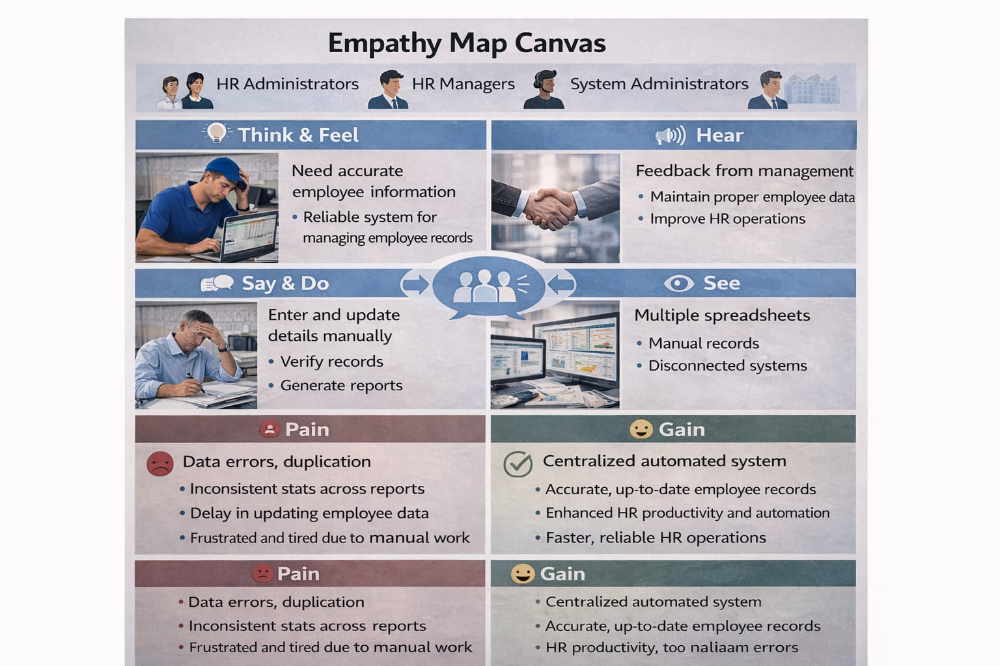 Empathy Map Canvas
HR Administrators
HR Managers
System Administrators
Think & Feel
Need accurate
employee information
• Reliable system for
managing employee records
Hear
Feedback from management
• Maintain proper employee data
• Improve HR operations
Say & Do
Enter and update
details manually
• Verify records
• Generate reports
See
Multiple spreadsheets
• Manual records
• Disconnected systems
Pain
Data errors, duplication
• Inconsistent stats across reports
• Delay in updating employee data
• Frustrated and tired due to manual work
Gain
Centralized automated system
• Accurate, up-to-date employee records
• Enhanced HR productivity and automation
• Faster, reliable HR operations
Pain
• Data errors, duplication
• Inconsistent stats across reports
• Frustrated and tired due to manual work
Gain
• Centralized automated system
• Accurate, up-to-date employee records
• HR productivity, too naliaam errors